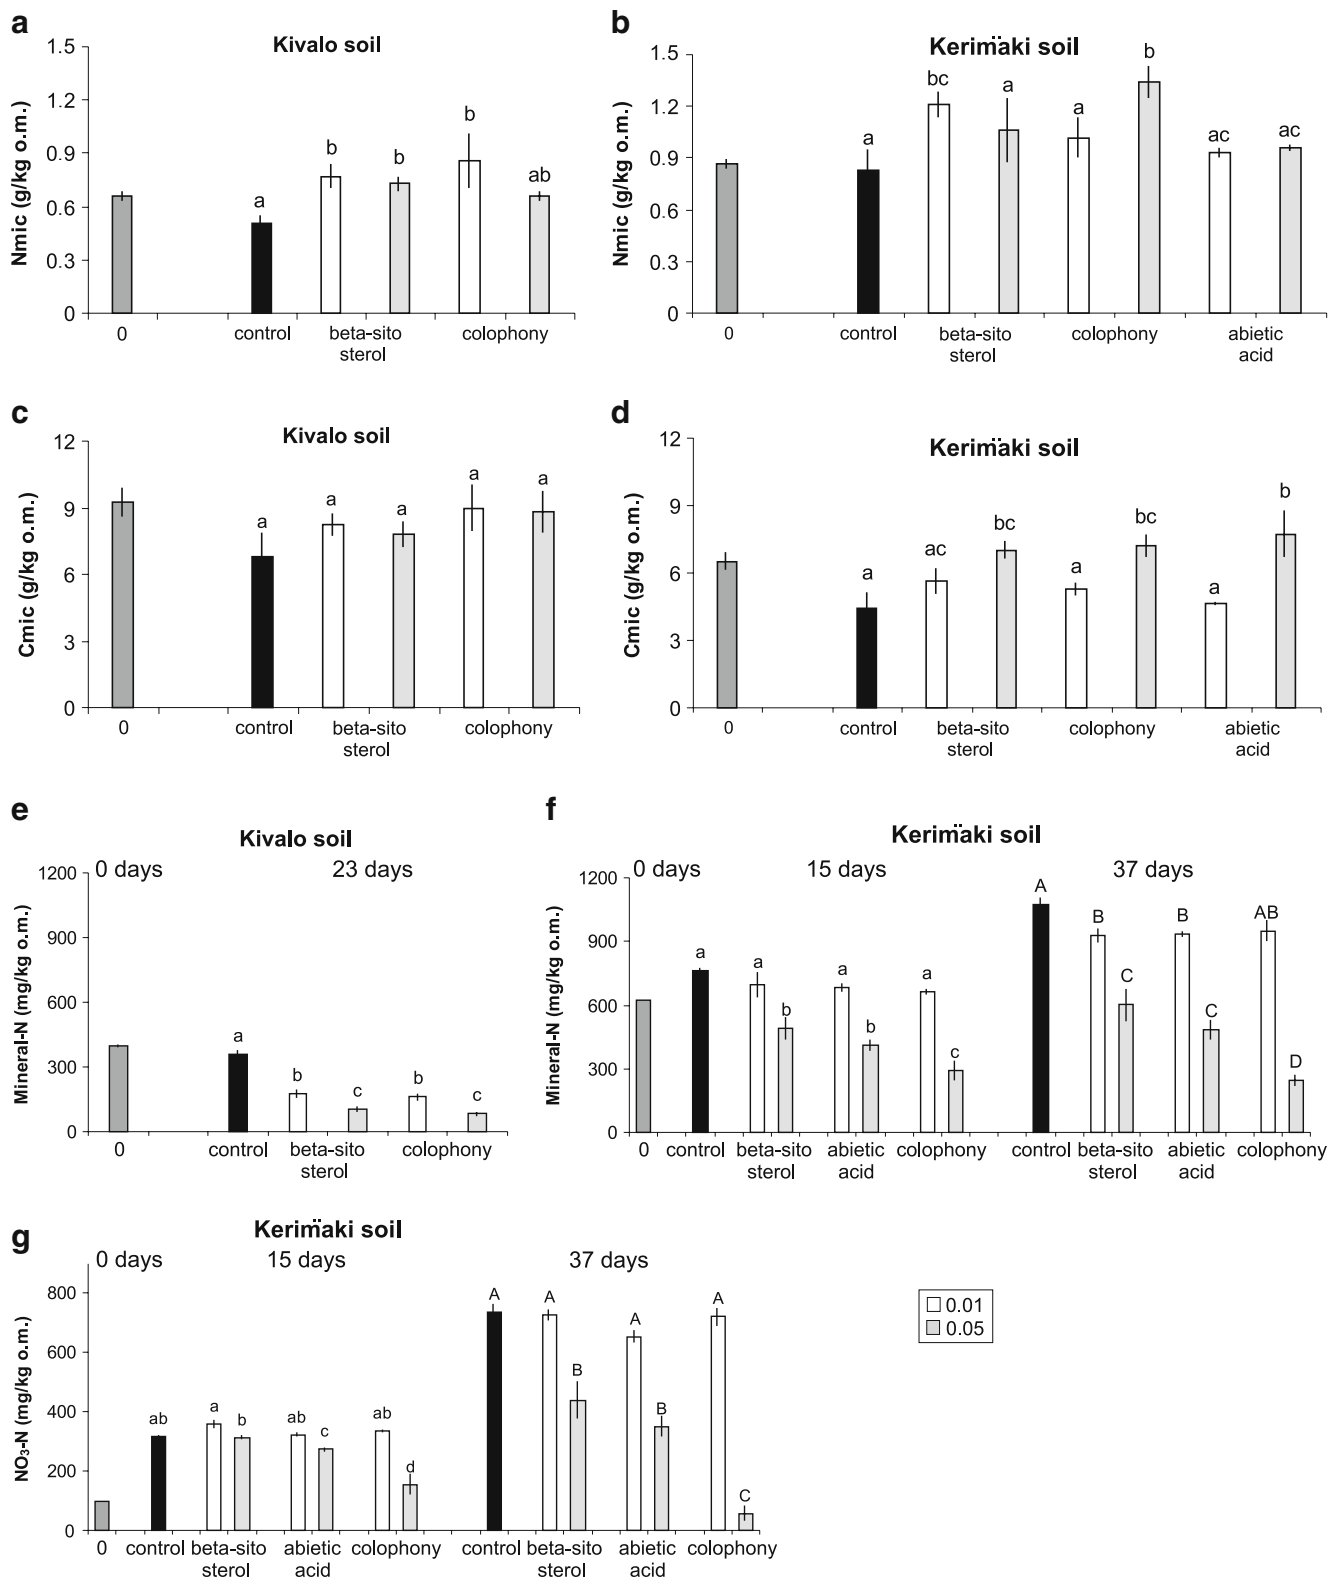 a
Kivalo soil
1.5
1.2
0.9
0.6
0.3
0
Nmic (g/kg o.m.)
a
b
b
b
ab
0
control
beta-sito
sterol
colophony
b
Kerimäki soil
1.5
1.2
0.9
0.6
0.3
0
Nmic (g/kg o.m.)
a
bc
a
a
b
ac
ac
0
control
beta-sito
sterol
colophony
abietic
acid
c
Kivalo soil
12
9
6
3
0
Cmic (g/kg o.m.)
a
a
a
a
a
0
control
beta-sito
sterol
colophony
d
Kerimäki soil
12
9
6
3
0
Cmic (g/kg o.m.)
a
ac
bc
a
bc
a
b
0
control
beta-sito
sterol
colophony
abietic
acid
e
Kivalo soil
0 days
23 days
1200
900
600
300
0
Mineral-N (mg/kg o.m.)
a
b
c
b
c
0
control
beta-sito
sterol
colophony
f
Kerimäki soil
0 days
15 days
37 days
1200
900
600
300
0
Mineral-N (mg/kg o.m.)
a
a
b
a
b
a
c
A
B
C
B
C
AB
D
0
control
beta-sito
sterol
abietic
acid
colophony
control
beta-sito
sterol
abietic
acid
colophony
g
Kerimäki soil
0 days
15 days
37 days
800
600
400
200
0
NO₃-N (mg/kg o.m.)
ab
a
b
ab
c
ab
d
A
A
B
A
B
A
C
0
control
beta-sito
sterol
abietic
acid
colophony
control
beta-sito
sterol
abietic
acid
colophony
0.01
0.05